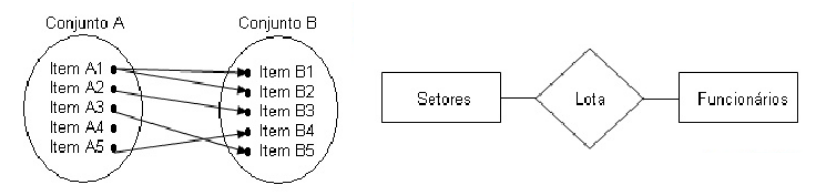 Conjunto A
Conjunto B
Item A1
Item A2
Item A3
Item A4
Item A5
Item B1
Item B2
Item B3
Item B4
Item B5
Setores
Lota
Funcionários